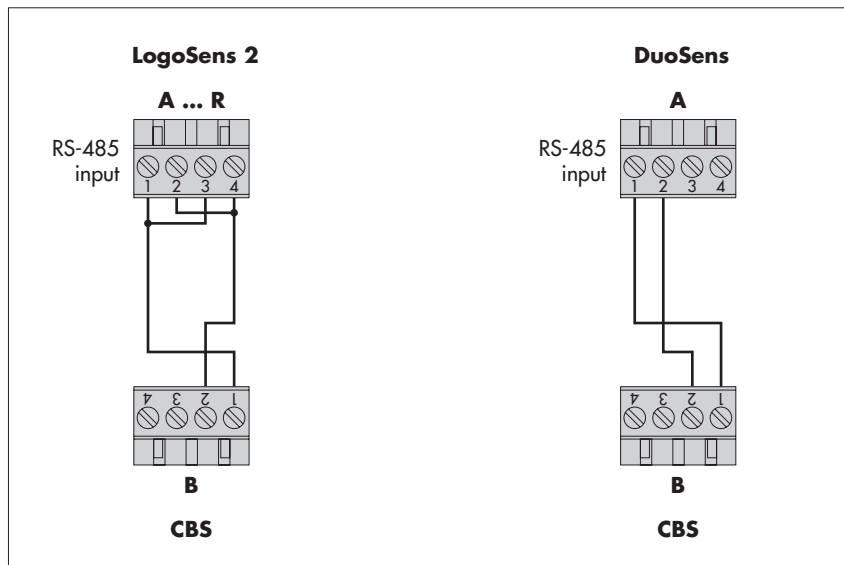 LogoSens 2
A ... R
RS-485
input
1 2 3 4
4 3 2 1
B
CBS
DuoSens
A
RS-485
input
1 2 3 4
4 3 2 1
B
CBS